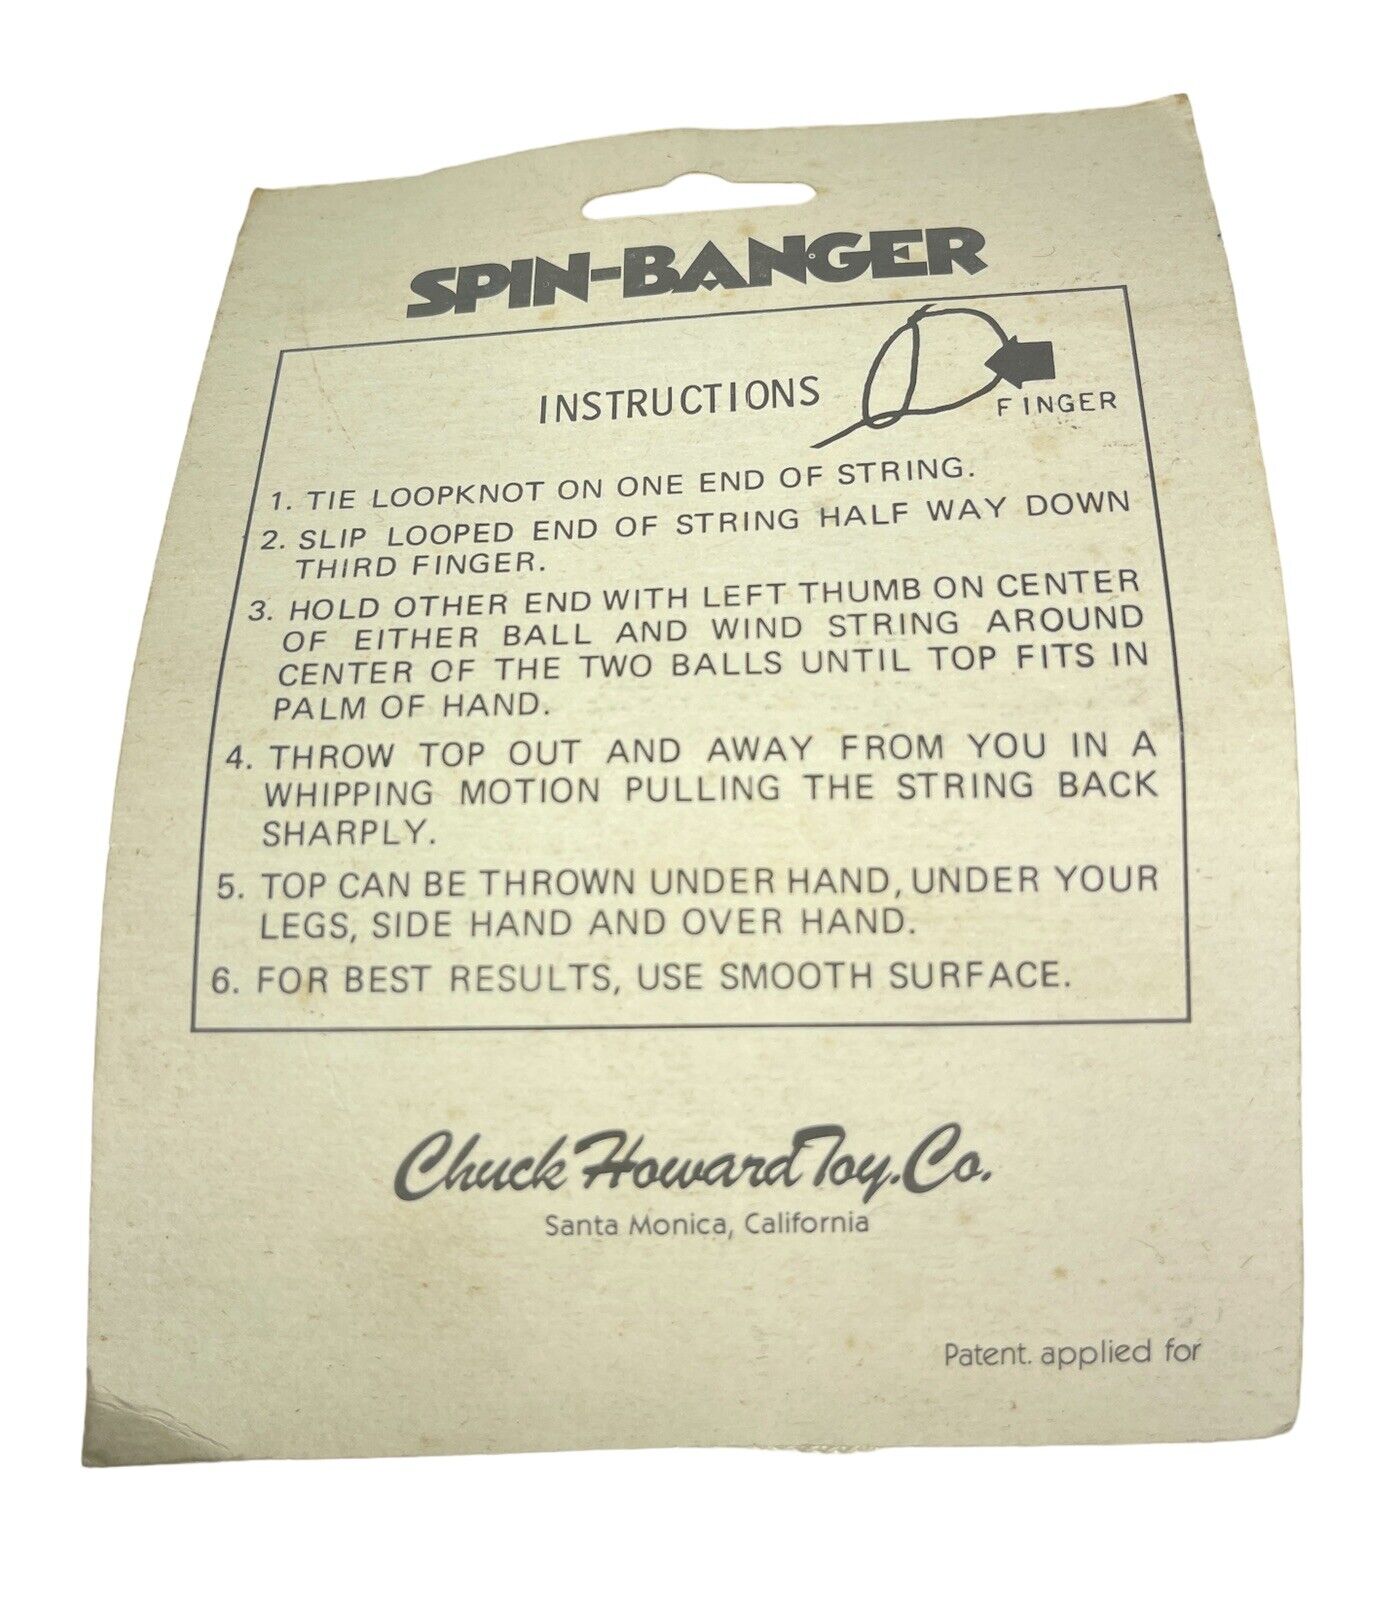 SPIN-BANGER
INSTRUCTIONS
FINGER
1. TIE LOOPKNOT ON ONE END OF STRING.
2. SLIP LOOPED END OF STRING HALF WAY DOWN
THIRD FINGER.
3. HOLD OTHER END WITH LEFT THUMB ON CENTER
OF EITHER BALL AND WIND STRING AROUND
CENTER OF THE TWO BALLS UNTIL TOP FITS IN
PALM OF HAND.
4. THROW TOP OUT AND AWAY FROM YOU IN A
WHIPPING MOTION PULLING THE STRING BACK
SHARPLY.
5. TOP CAN BE THROWN UNDER HAND, UNDER YOUR
LEGS, SIDE HAND AND OVER HAND.
6. FOR BEST RESULTS, USE SMOOTH SURFACE.
Chuck Howard Toy. Co.
Santa Monica, California
Patent. applied for